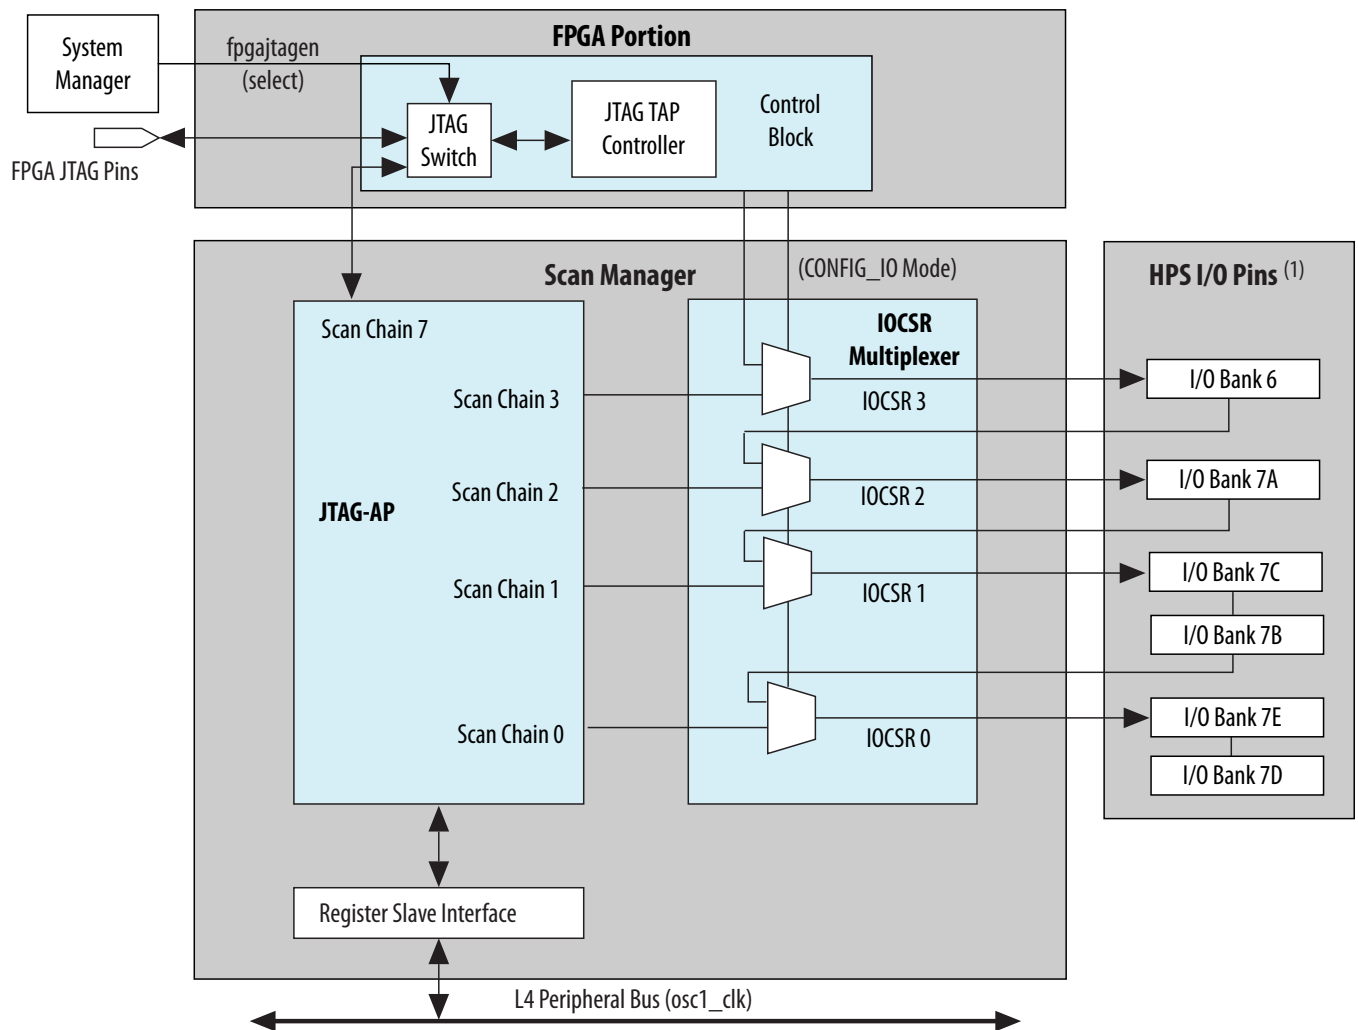 System
Manager
fpgajtagen
(select)
FPGA Portion
JTAG
Switch
JTAG TAP
Controller
Control
Block
FPGA JTAG Pins
Scan Manager
(CONFIG_IO Mode)
HPS I/O Pins (1)
Scan Chain 7
IOCSR
Multiplexer
Scan Chain 3
IOCSR 3
I/O Bank 6
Scan Chain 2
IOCSR 2
I/O Bank 7A
JTAG-AP
Scan Chain 1
IOCSR 1
I/O Bank 7C
I/O Bank 7B
Scan Chain 0
IOCSR 0
I/O Bank 7E
I/O Bank 7D
Register Slave Interface
L4 Peripheral Bus (osc1_clk)